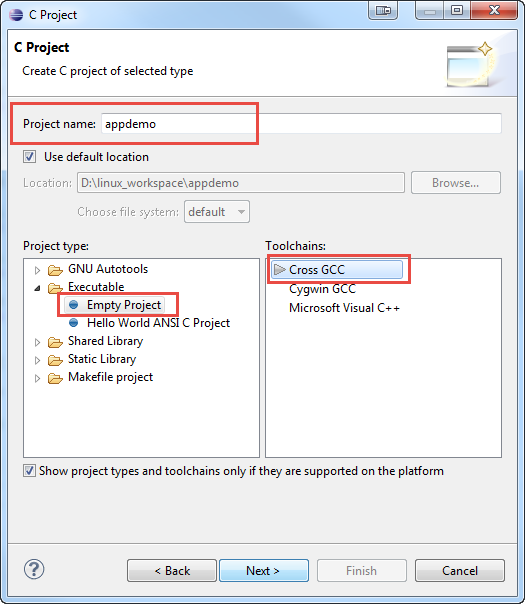 C Project
C Project
Create C project of selected type
Project name: appdemo
Use default location
Location: D:\linux_workspace\appdemo Browse...
Choose file system: default
Project type: Toolchains:
GNU Autotools Cross GCC
Executable Cygwin GCC
Empty Project Microsoft Visual C++
Hello World ANSI C Project
Shared Library
Static Library
Makefile project
Show project types and toolchains only if they are supported on the platform
? < Back Next > Finish Cancel